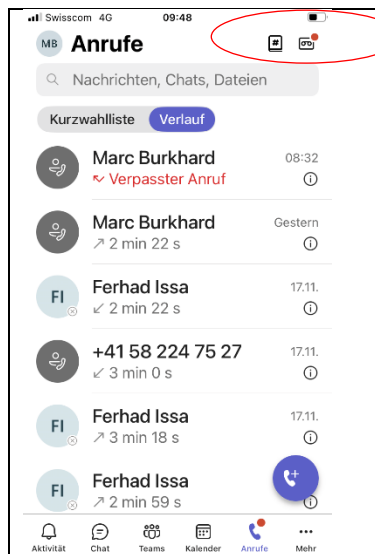 Swisscom 4G 09:48
MB Anrufe #
Nachrichten, Chats, Dateien
Kurzwahlliste Verlauf
Marc Burkhard 08:32
Verpasster Anruf
Marc Burkhard Gestern
2 min 22 s
FI Ferhad Issa 17.11.
2 min 22 s
+41 58 224 75 27 17.11.
3 min 0 s
FI Ferhad Issa 17.11.
3 min 18 s
FI Ferhad Issa
2 min 59 s
Aktivität Chat Teams Kalender Anrufe Mehr